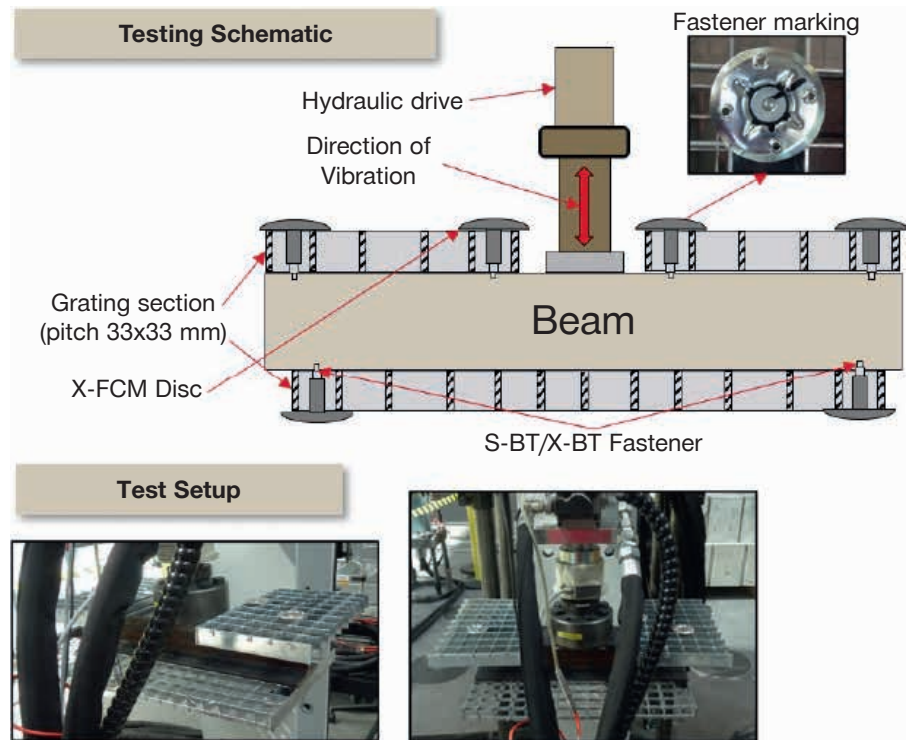 Testing Schematic
Fastener marking
Hydraulic drive
Direction of
Vibration
Grating section
(pitch 33x33 mm)
Beam
X-FCM Disc
S-BT/X-BT Fastener
Test Setup